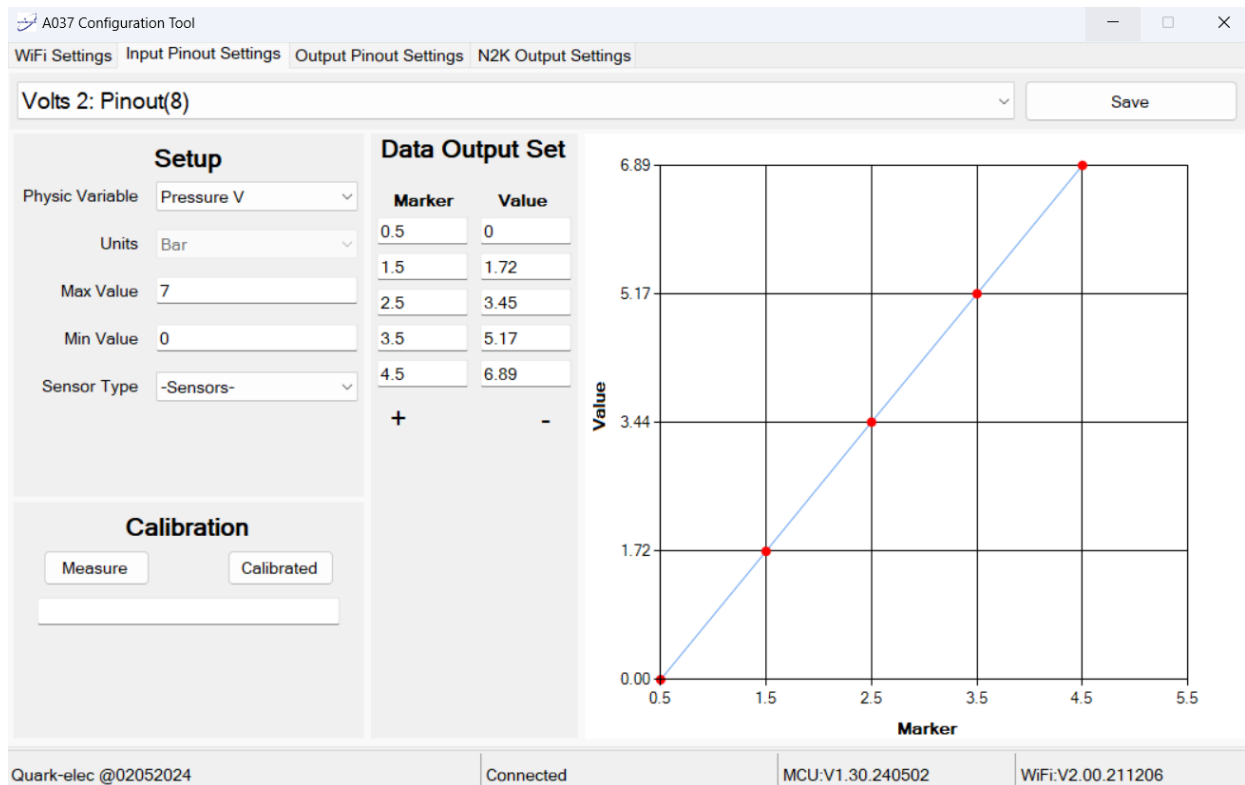 A037 Configuration Tool
WiFi Settings Input Pinout Settings Output Pinout Settings N2K Output Settings
Volts 2: Pinout(8)
Save
Setup
Physic Variable Pressure V
Units Bar
Max Value 7
Min Value 0
Sensor Type -Sensors-
Calibration
Measure Calibrated
Data Output Set
Marker Value
0.5 0
1.5 1.72
2.5 3.45
3.5 5.17
4.5 6.89
+ -
Value
6.89
5.17
3.44
1.72
0.00
0.5 1.5 2.5 3.5 4.5 5.5
Marker
Quark-elec @02052024 Connected MCU:V1.30.240502 WiFi:V2.00.211206